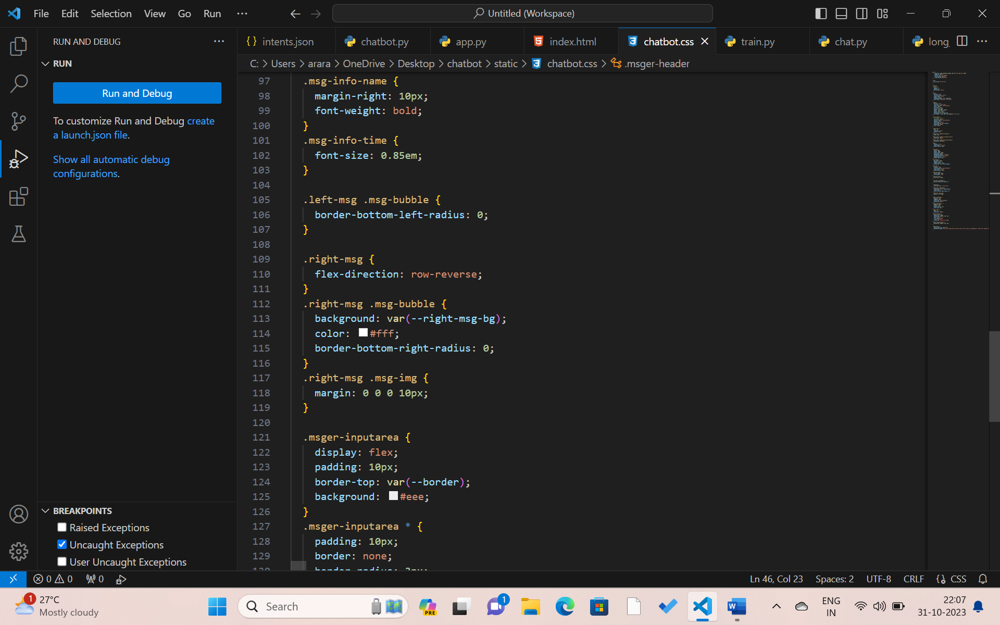 File Edit Selection View Go Run ···
Untitled (Workspace)
RUN AND DEBUG ···
RUN
Run and Debug
To customize Run and Debug create
a launch.json file.
Show all automatic debug
configurations.
BREAKPOINTS
Raised Exceptions
Uncaught Exceptions
User Uncaught Exceptions
{} intents.json chatbot.py app.py index.html chatbot.css train.py chat.py long_ ···
C: > Users > arara > OneDrive > Desktop > chatbot > static > chatbot.css > .msger-header
97 .msg-info-name {
98 margin-right: 10px;
99 font-weight: bold;
100 }
101 .msg-info-time {
102 font-size: 0.85em;
103 }
104
105 .left-msg .msg-bubble {
106 border-bottom-left-radius: 0;
107 }
108
109 .right-msg {
110 flex-direction: row-reverse;
111 }
112 .right-msg .msg-bubble {
113 background: var(--right-msg-bg);
114 color: #fff;
115 border-bottom-right-radius: 0;
116 }
117 .right-msg .msg-img {
118 margin: 0 0 0 10px;
119 }
120
121 .msger-inputarea {
122 display: flex;
123 padding: 10px;
124 border-top: var(--border);
125 background: #eee;
126 }
127 .msger-inputarea * {
128 padding: 10px;
129 border: none;
130 border-radius: 3px;
0 0 0
Ln 46, Col 23 Spaces: 2 UTF-8 CRLF {} CSS
1 27°C
Mostly cloudy
Search
PRE
1
W
ENG
IN
22:07
31-10-2023